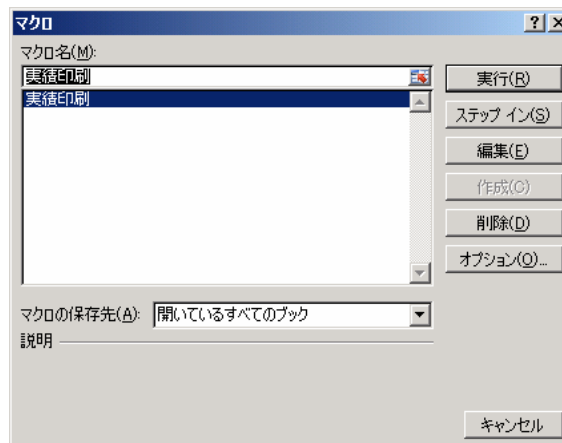 マクロ
マクロ名(M):
実績印刷
実績印刷
実行(R)
ステップ イン(S)
編集(E)
作成(C)
削除(D)
オプション(O)...
マクロの保存先(A): 開いているすべてのブック
説明
キャンセル